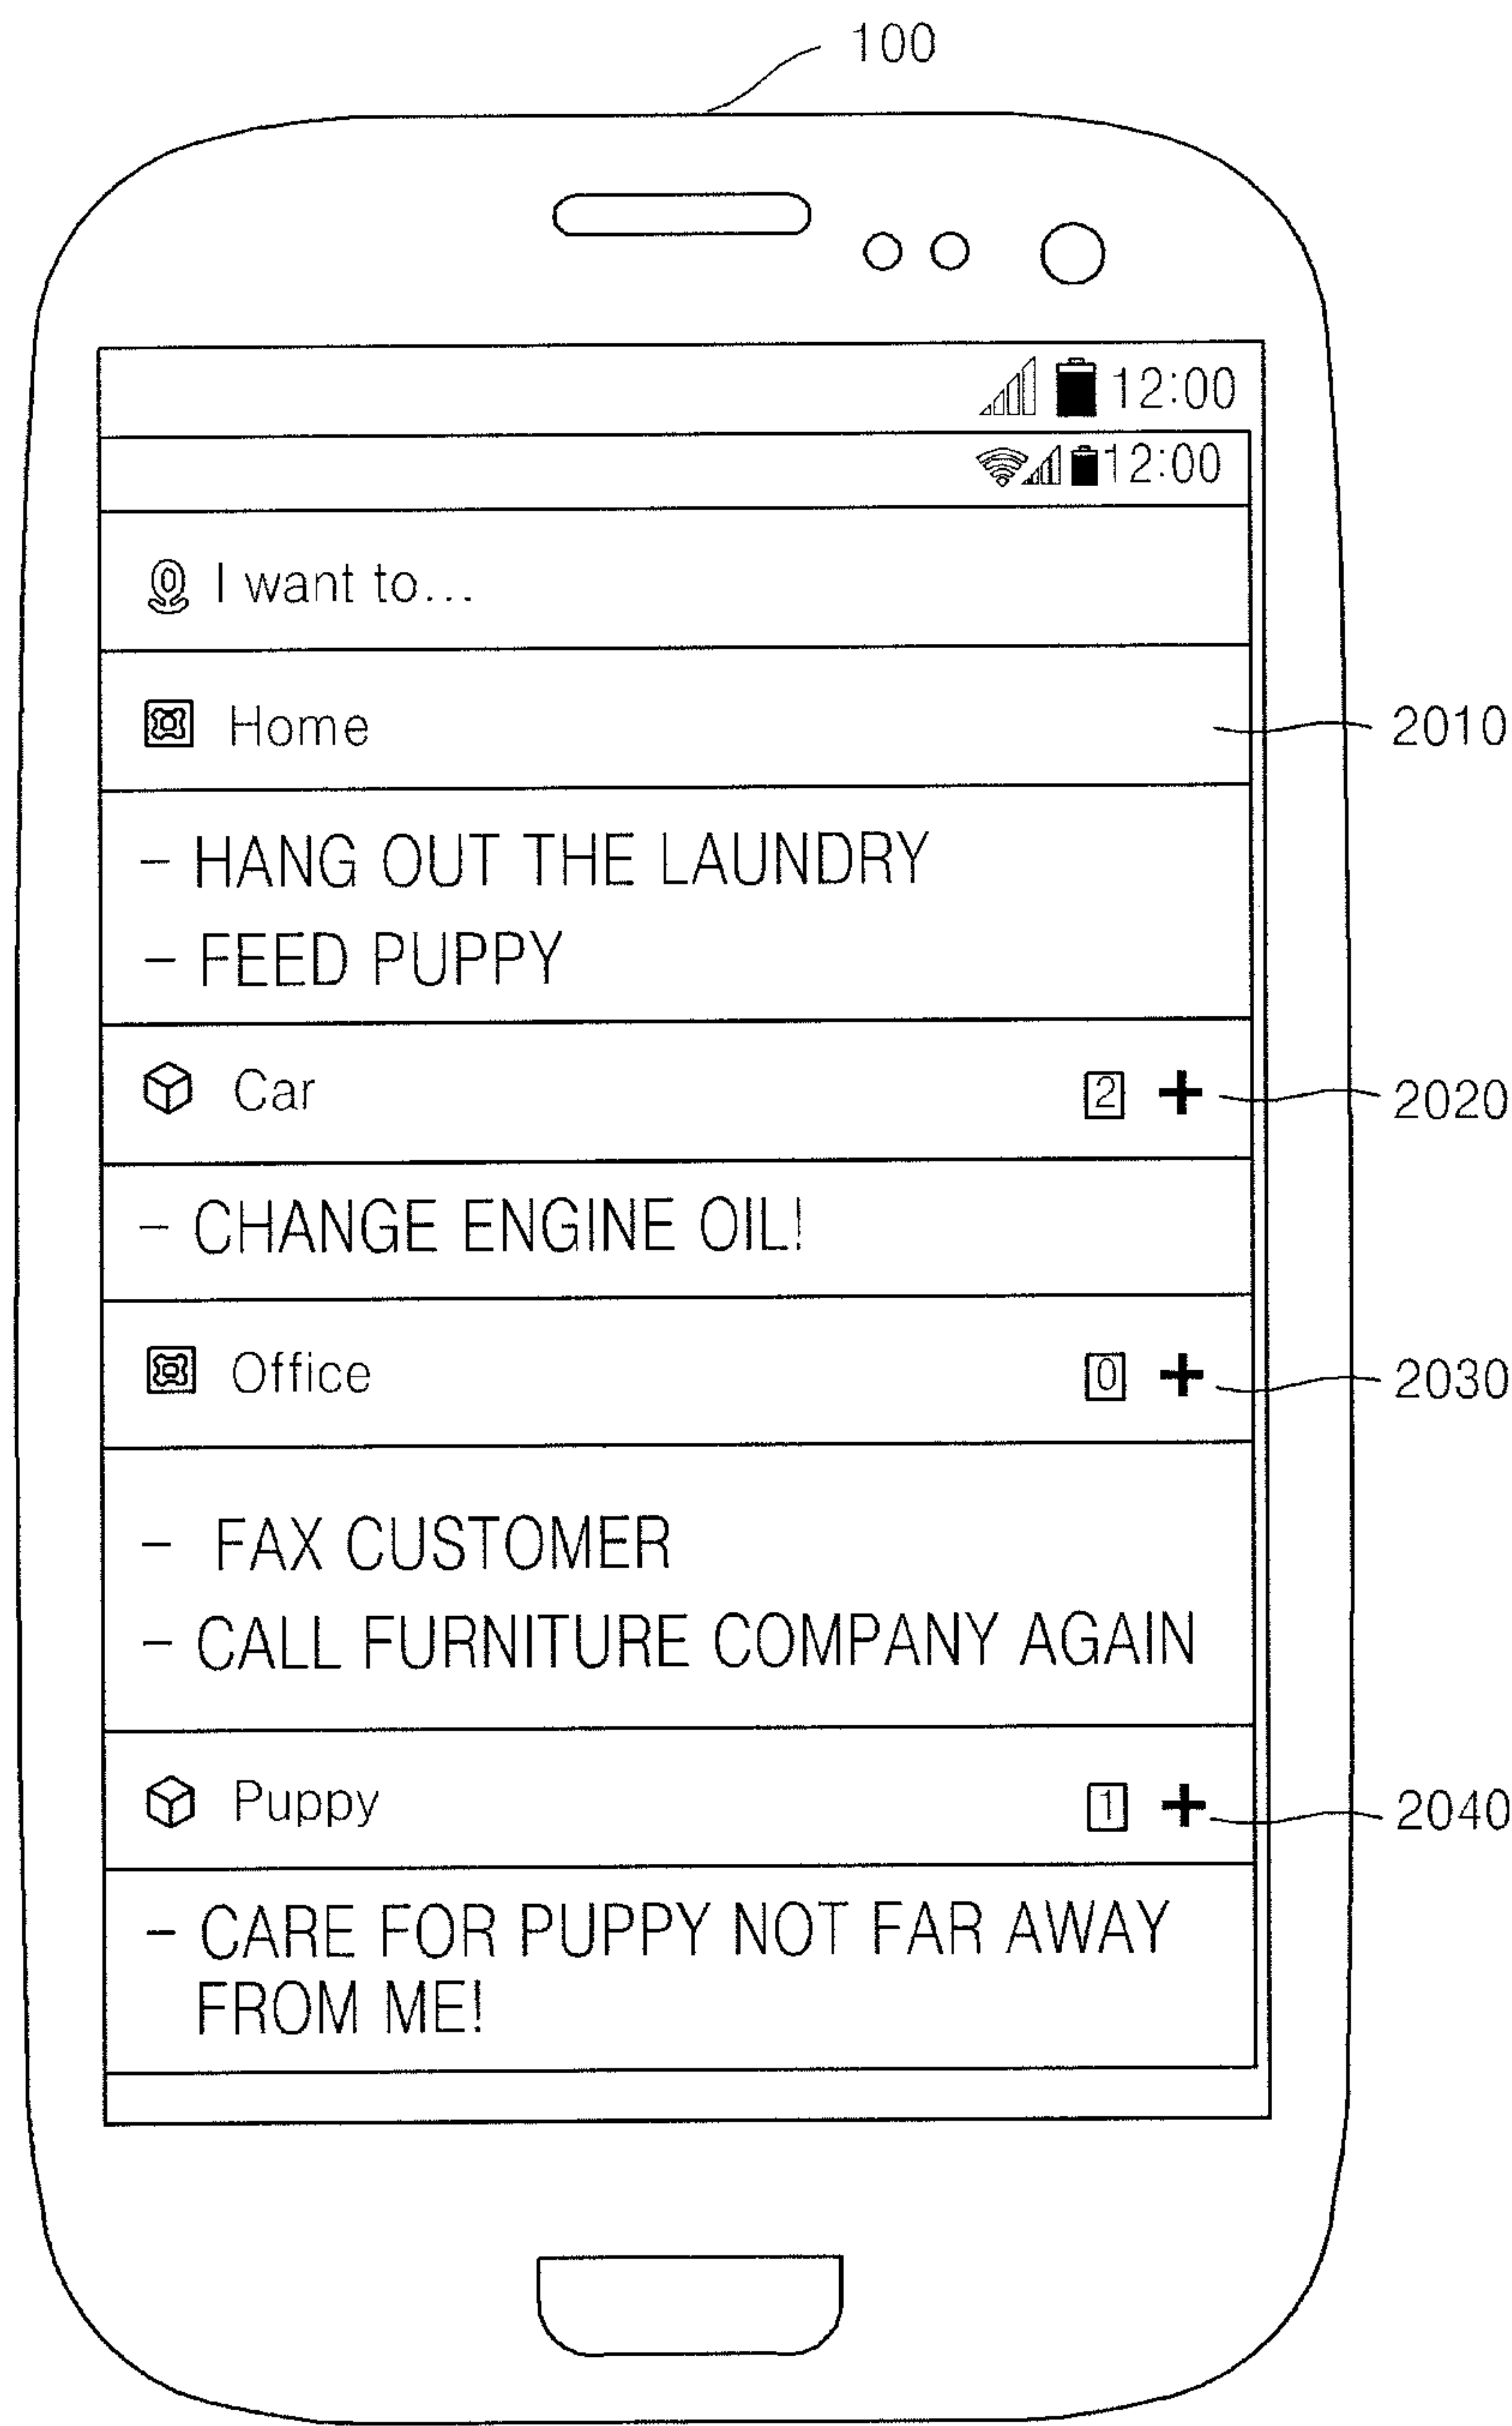 100
12:00
12:00
I want to...
Home
2010
- HANG OUT THE LAUNDRY
- FEED PUPPY
Car 2 +
2020
- CHANGE ENGINE OIL!
Office 0 +
2030
- FAX CUSTOMER
- CALL FURNITURE COMPANY AGAIN
Puppy 1 +
2040
- CARE FOR PUPPY NOT FAR AWAY
FROM ME!